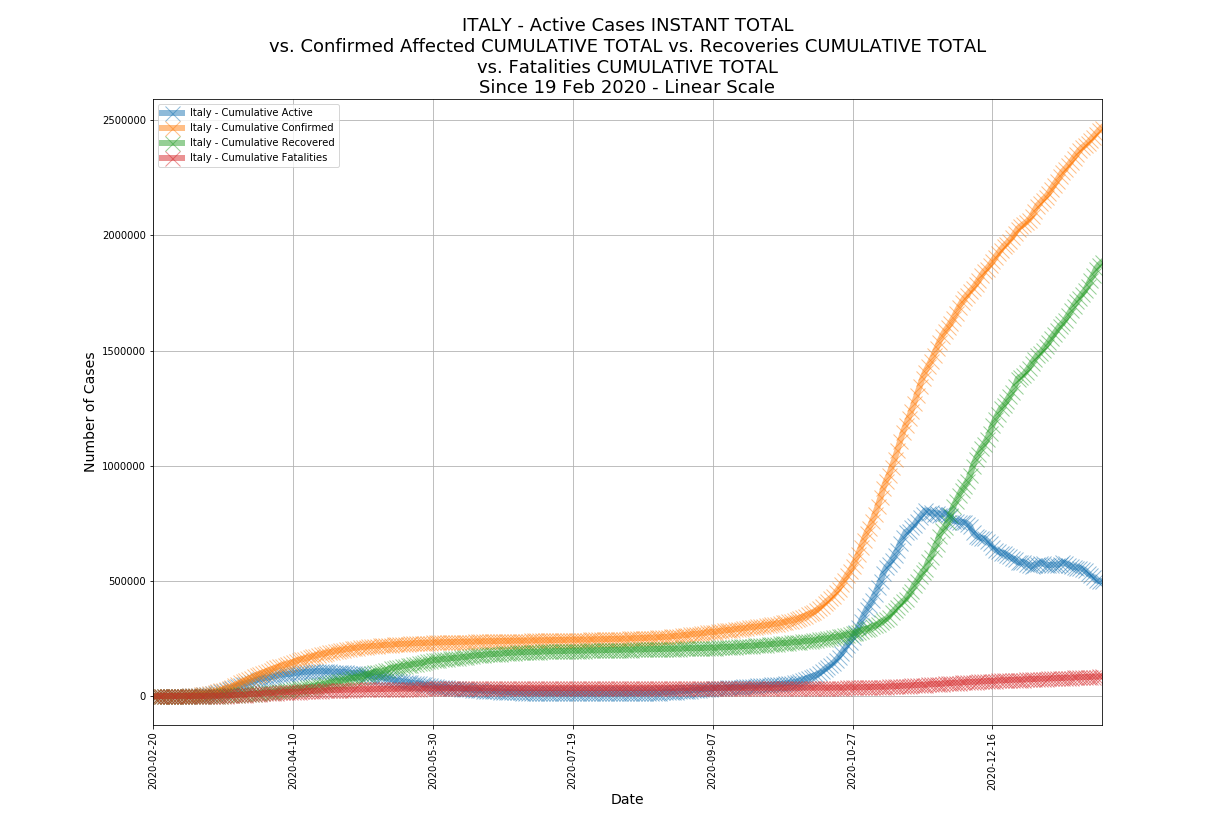 ITALY - Active Cases INSTANT TOTAL
vs. Confirmed Affected CUMULATIVE TOTAL vs. Recoveries CUMULATIVE TOTAL
vs. Fatalities CUMULATIVE TOTAL
Since 19 Feb 2020 - Linear Scale
Italy - Cumulative Active
Italy - Cumulative Confirmed
Italy - Cumulative Recovered
Italy - Cumulative Fatalities
2500000
2000000
1500000
1000000
500000
0
Number of Cases
2020-02-20
2020-04-10
2020-05-30
2020-07-19
2020-09-07
2020-10-27
2020-12-16
Date